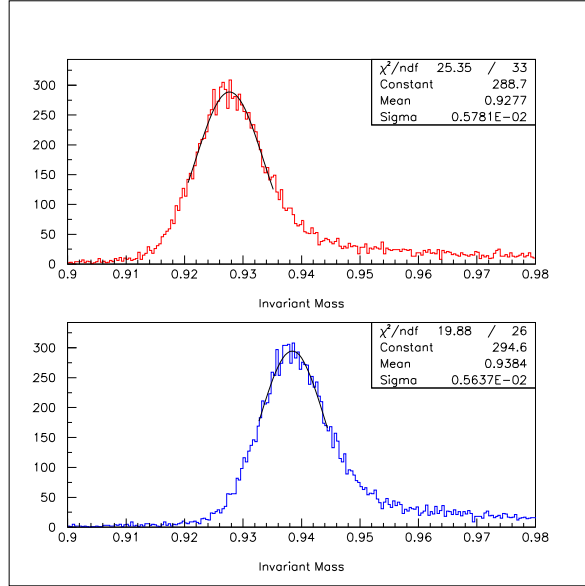 χ²/ndf 25.35 / 33
Constant 288.7
Mean 0.9277
Sigma 0.5781E-02
300
250
200
150
100
50
0
0.9 0.91 0.92 0.93 0.94 0.95 0.96 0.97 0.98
Invariant Mass
χ²/ndf 19.88 / 26
Constant 294.6
Mean 0.9384
Sigma 0.5637E-02
300
250
200
150
100
50
0
0.9 0.91 0.92 0.93 0.94 0.95 0.96 0.97 0.98
Invariant Mass